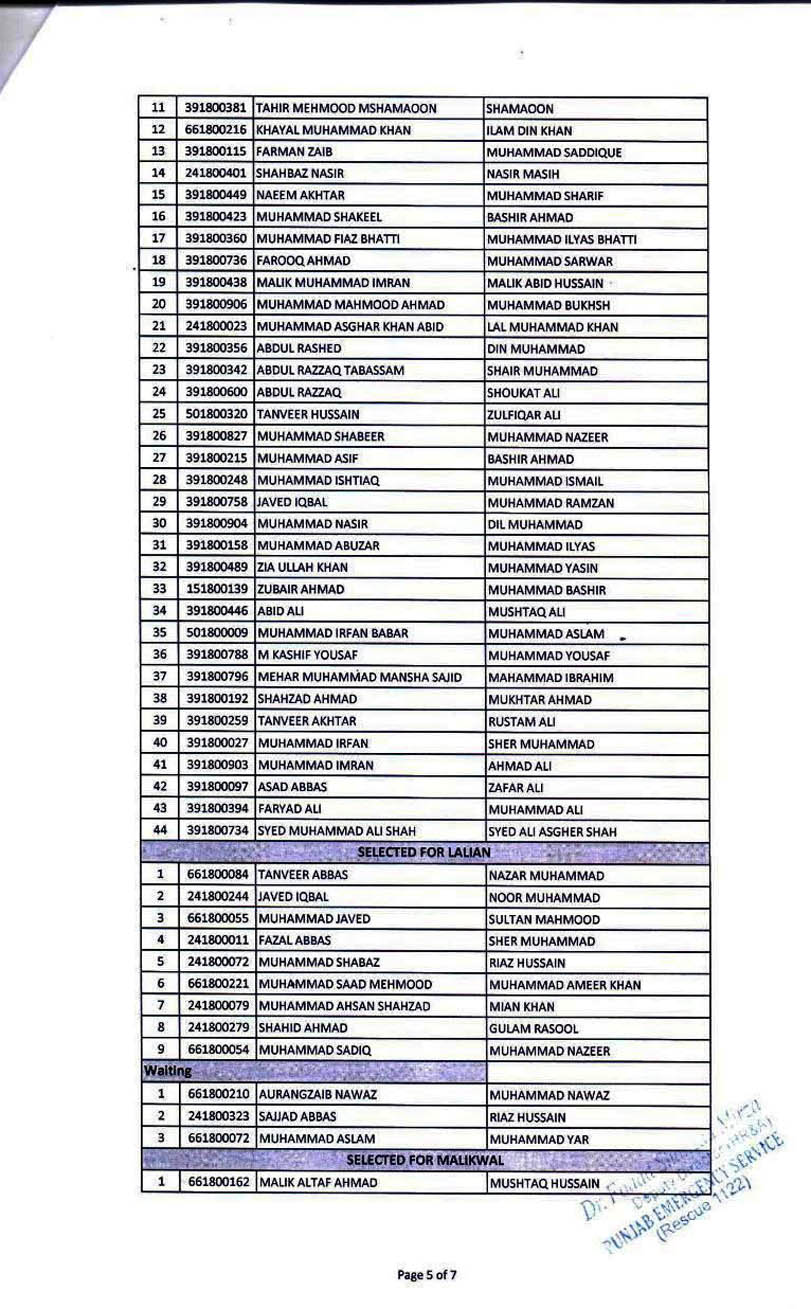 11 391800381 TAHIR MEHMOOD MSHAMAOON SHAMAOON
12 661800216 KHAYAL MUHAMMAD KHAN ILAM DIN KHAN
13 391800115 FARMAN ZAIB MUHAMMAD SADDIQUE
14 241800401 SHAHBAZ NASIR NASIR MASIH
15 391800449 NAEEM AKHTAR MUHAMMAD SHARIF
16 391800423 MUHAMMAD SHAKEEL BASHIR AHMAD
17 391800360 MUHAMMAD FIAZ BHATTI MUHAMMAD ILYAS BHATTI
18 391800736 FAROOQ AHMAD MUHAMMAD SARWAR
19 391800438 MALIK MUHAMMAD IMRAN MALIK ABID HUSSAIN
20 391800906 MUHAMMAD MAHMOOD AHMAD MUHAMMAD BUKHSH
21 241800023 MUHAMMAD ASGHAR KHAN ABID LAL MUHAMMAD KHAN
22 391800356 ABDUL RASHED DIN MUHAMMAD
23 391800342 ABDUL RAZZAQ TABASSAM SHAIR MUHAMMAD
24 391800600 ABDUL RAZZAQ SHOUKAT ALI
25 501800320 TANVEER HUSSAIN ZULFIQAR ALI
26 391800827 MUHAMMAD SHABEER MUHAMMAD NAZEER
27 391800215 MUHAMMAD ASIF BASHIR AHMAD
28 391800248 MUHAMMAD ISHTIAQ MUHAMMAD ISMAIL
29 391800758 JAVED IQBAL MUHAMMAD RAMZAN
30 391800904 MUHAMMAD NASIR DIL MUHAMMAD
31 391800158 MUHAMMAD ABUZAR MUHAMMAD ILYAS
32 391800489 ZIA ULLAH KHAN MUHAMMAD YASIN
33 151800139 ZUBAIR AHMAD MUHAMMAD BASHIR
34 391800446 ABID ALI MUSHTAQ ALI
35 501800009 MUHAMMAD IRFAN BABAR MUHAMMAD ASLAM
36 391800788 M KASHIF YOUSAF MUHAMMAD YOUSAF
37 391800796 MEHAR MUHAMMAD MANSHA SAJID MAHAMMAD IBRAHIM
38 391800192 SHAHZAD AHMAD MUKHTAR AHMAD
39 391800259 TANVEER AKHTAR RUSTAM ALI
40 391800027 MUHAMMAD IRFAN SHER MUHAMMAD
41 391800903 MUHAMMAD IMRAN AHMAD ALI
42 391800097 ASAD ABBAS ZAFAR ALI
43 391800394 FARYAD ALI MUHAMMAD ALI
44 391800734 SYED MUHAMMAD ALI SHAH SYED ALI ASGHER SHAH
SELECTED FOR LALIAN
1 661800084 TANVEER ABBAS NAZAR MUHAMMAD
2 241800244 JAVED IQBAL NOOR MUHAMMAD
3 661800055 MUHAMMAD JAVED SULTAN MAHMOOD
4 241800011 FAZAL ABBAS SHER MUHAMMAD
5 241800072 MUHAMMAD SHABAZ RIAZ HUSSAIN
6 661800221 MUHAMMAD SAAD MEHMOOD MUHAMMAD AMEER KHAN
7 241800079 MUHAMMAD AHSAN SHAHZAD MIAN KHAN
8 241800279 SHAHID AHMAD GULAM RASOOL
9 661800054 MUHAMMAD SADIQ MUHAMMAD NAZEER
Waiting
1 661800210 AURANGZAIB NAWAZ MUHAMMAD NAWAZ
2 241800323 SAJJAD ABBAS RIAZ HUSSAIN
3 661800072 MUHAMMAD ASLAM MUHAMMAD YAR
SELECTED FOR MALIKWAL
1 661800162 MALIK ALTAF AHMAD MUSHTAQ HUSSAIN
Dr.
Deputy (HR&A)
PUNJAB EMERGENCY SERVICE
(Rescue 1122)
Page 5 of 7